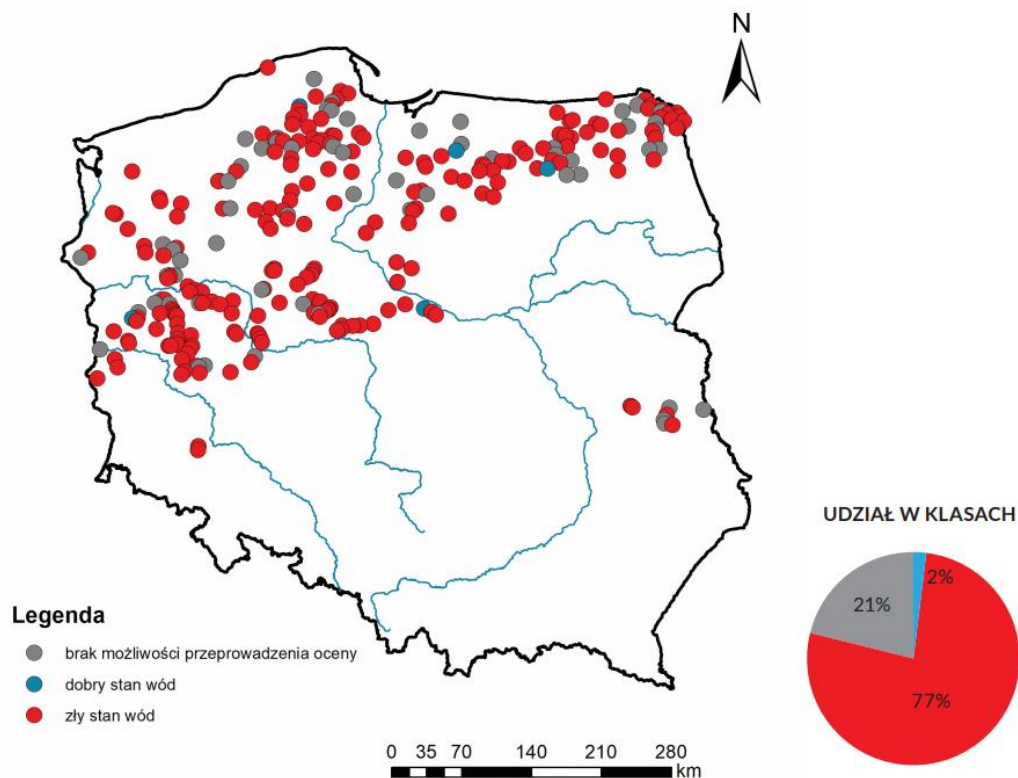 N
UDZIAŁ W KLASACH
2%
21%
77%
Legenda
brak możliwości przeprowadzenia oceny
dobry stan wód
zły stan wód
0 35 70 140 210 280
km